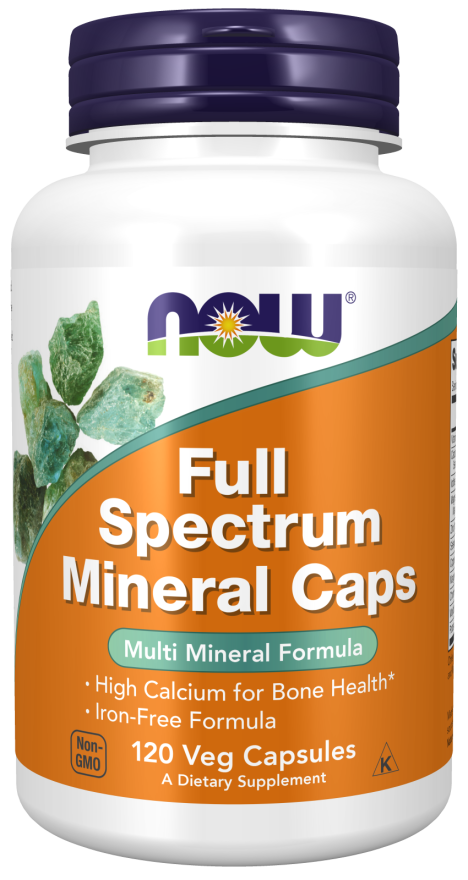 NOW®
Full
Spectrum
Mineral Caps
Multi Mineral Formula
• High Calcium for Bone Health*
• Iron-Free Formula
Non-
GMO
120 Veg Capsules
A Dietary Supplement
K